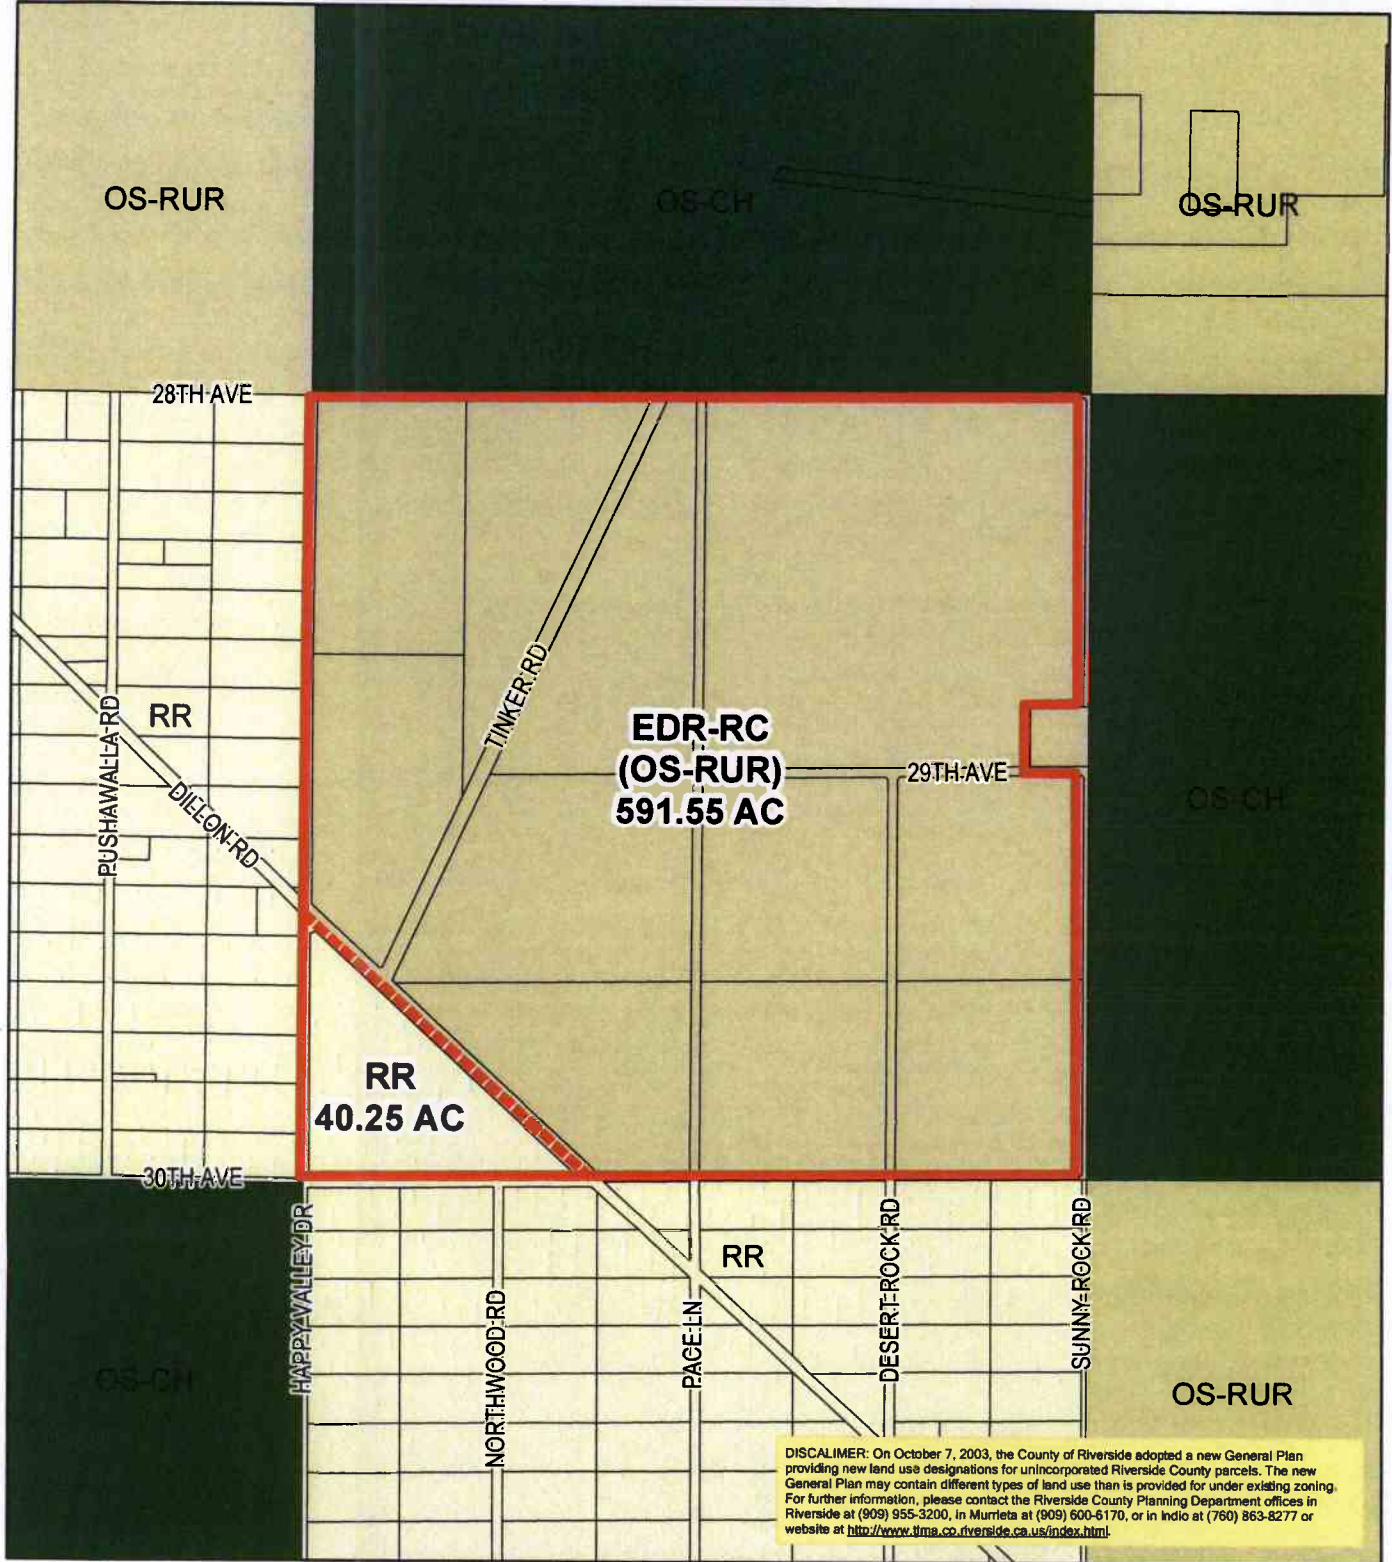 OS-RUR
OS-CH
OS-RUR
28TH AVE
TINKER RD
RR
PUSHAWALLA RD
DILLON RD
EDR-RC
(OS-RUR)
591.55 AC
29TH AVE
OS-CH
RR
40.25 AC
30TH AVE
HAPPY VALLEY DR
NORTHWOOD RD
PACE LN
RR
DESERT ROCK RD
SUNNY ROCK RD
OS-CH
OS-RUR
DISCALIMER: On October 7, 2003, the County of Riverside adopted a new General Plan
providing new land use designations for unincorporated Riverside County parcels. The new
General Plan may contain different types of land use than is provided for under existing zoning.
For further information, please contact the Riverside County Planning Department offices in
Riverside at (909) 955-3200, in Murrieta at (909) 600-6170, or in Indio at (760) 863-8277 or
website at http://www.tlma.co.riverside.ca.us/index.html.